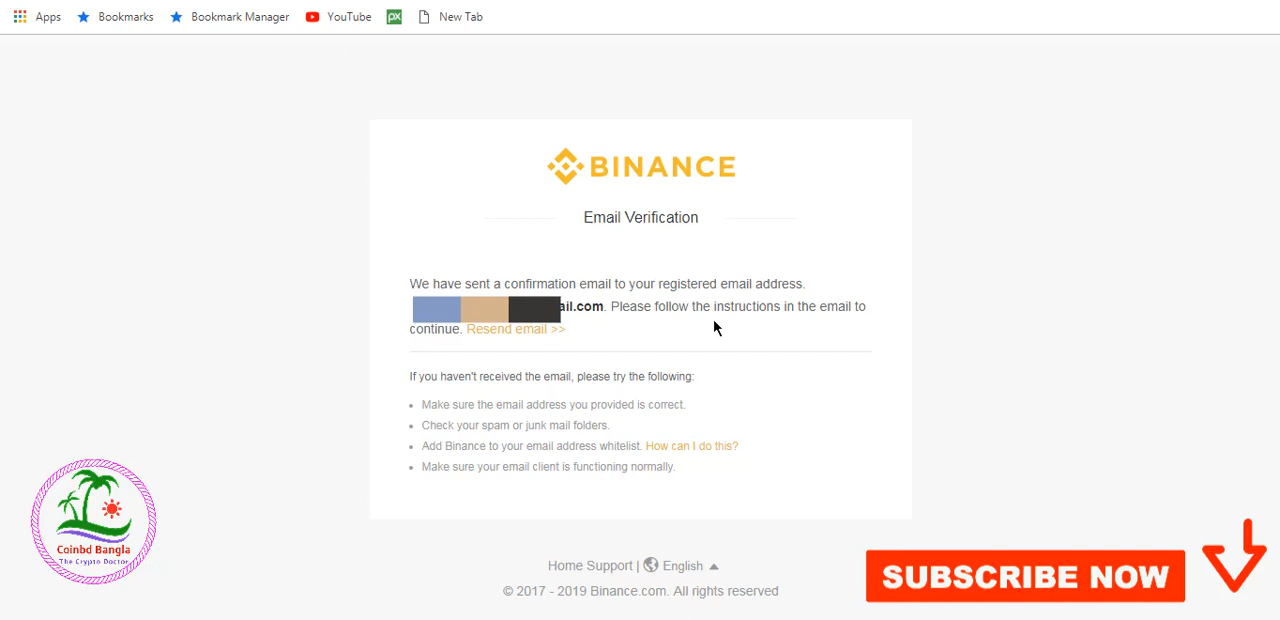 Apps Bookmarks Bookmark Manager YouTube px New Tab
BINANCE
Email Verification
We have sent a confirmation email to your registered email address.
ail.com. Please follow the instructions in the email to
continue. Resend email >>
If you haven't received the email, please try the following:
• Make sure the email address you provided is correct.
• Check your spam or junk mail folders.
• Add Binance to your email address whitelist. How can I do this?
• Make sure your email client is functioning normally.
Coinbd Bangla
The Crypto Doctor
Home Support | English
© 2017 - 2019 Binance.com. All rights reserved
SUBSCRIBE NOW